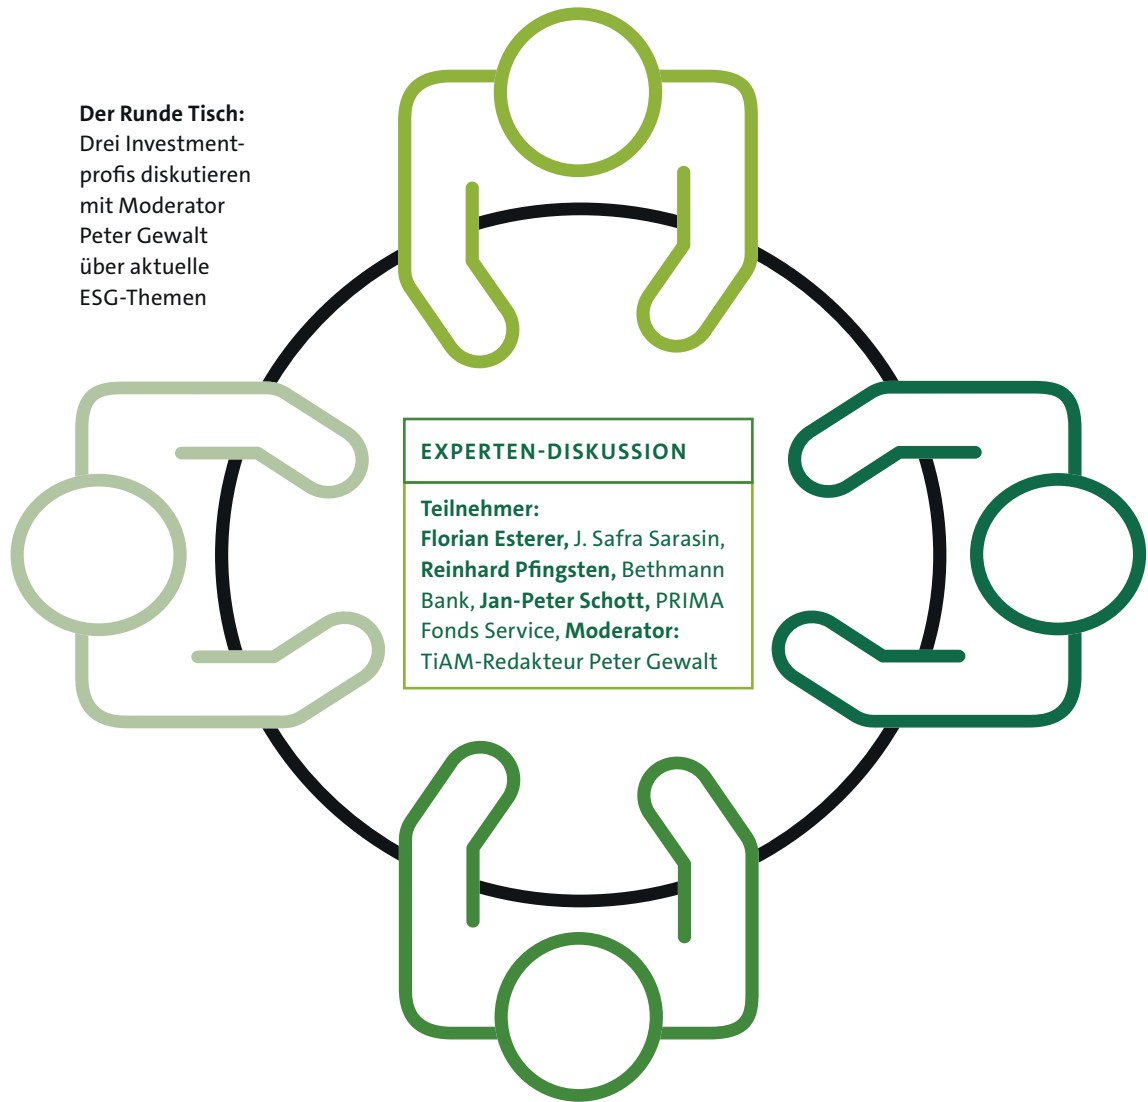 Der Runde Tisch:
Drei Investment-
profis diskutieren
mit Moderator
Peter Gewalt
über aktuelle
ESG-Themen
EXPERTEN-DISKUSSION
Teilnehmer:
Florian Esterer, J. Safra Sarasin,
Reinhard Pfingsten, Bethmann
Bank, Jan-Peter Schott, PRIMA
Fonds Service, Moderator:
TiAM-Redakteur Peter Gewalt